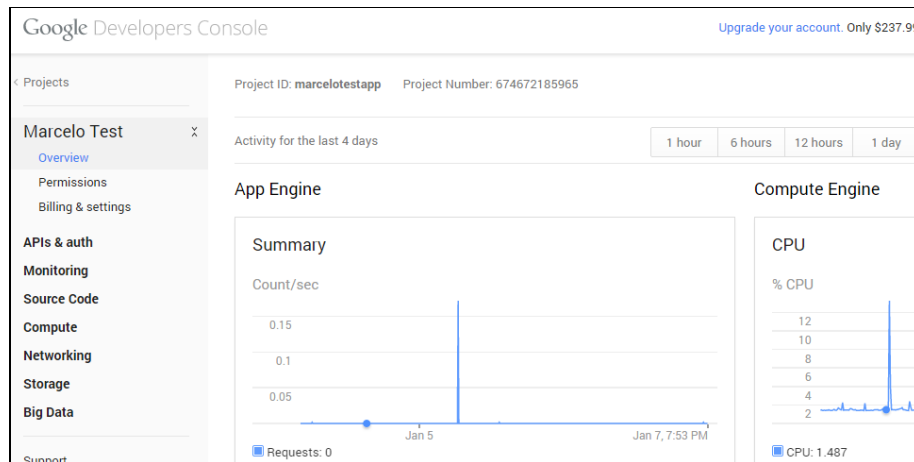 Google Developers Console
Upgrade your account. Only $237.99
< Projects
Project ID: marcelotestapp Project Number: 674672185965
Marcelo Test
Activity for the last 4 days
1 hour 6 hours 12 hours 1 day
Overview
Permissions
Billing & settings
APIs & auth
Monitoring
Source Code
Compute
Networking
Storage
Big Data
Support
App Engine
Summary
Count/sec
0.15
0.1
0.05
Jan 5
Jan 7, 7:53 PM
Requests: 0
Compute Engine
CPU
% CPU
12
10
8
6
4
2
CPU: 1.487